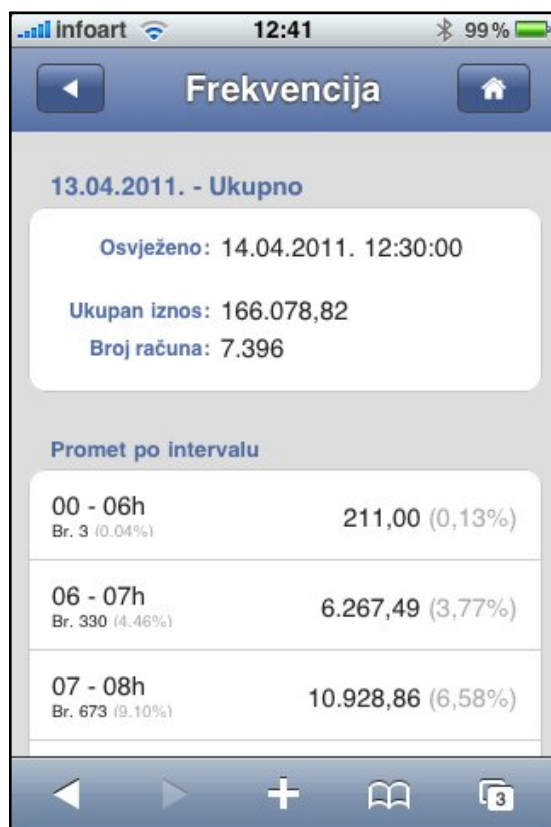 infoart 12:41 99%
Frekvencija
13.04.2011. - Ukupno
Osvježeno: 14.04.2011. 12:30:00
Ukupan iznos: 166.078,82
Broj računa: 7.396
Promet po intervalu
00 - 06h 211,00 (0,13%)
Br. 3 (0.04%)
06 - 07h 6.267,49 (3,77%)
Br. 330 (4.46%)
07 - 08h 10.928,86 (6,58%)
Br. 673 (9.10%)
3